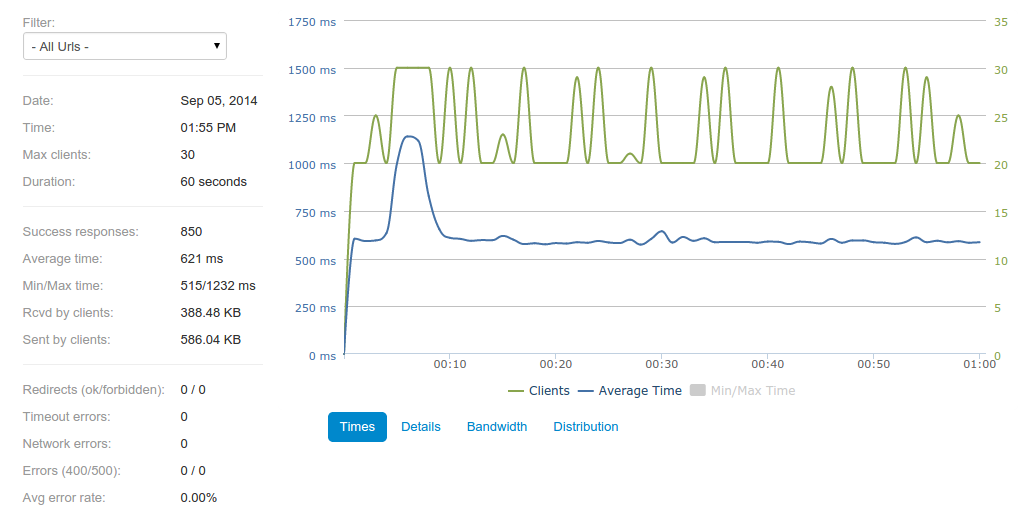 Filter:
- All Urls -
Date: Sep 05, 2014
Time: 01:55 PM
Max clients: 30
Duration: 60 seconds
Success responses: 850
Average time: 621 ms
Min/Max time: 515/1232 ms
Rcvd by clients: 388.48 KB
Sent by clients: 586.04 KB
Redirects (ok/forbidden): 0 / 0
Timeout errors: 0
Network errors: 0
Errors (400/500): 0 / 0
Avg error rate: 0.00%
1750 ms 35
1500 ms 30
1250 ms 25
1000 ms 20
750 ms 15
500 ms 10
250 ms 5
0 ms 0
00:10 00:20 00:30 00:40 00:50 01:00
Clients Average Time Min/Max Time
Times Details Bandwidth Distribution